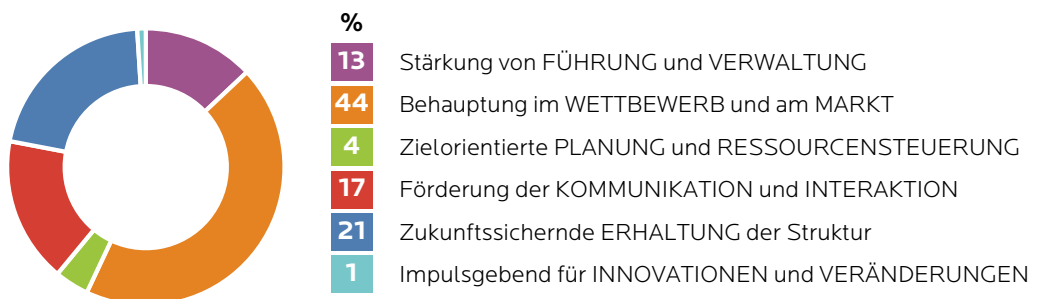 %
13 Stärkung von FÜHRUNG und VERWALTUNG
44 Behauptung im WETTBEWERB und am MARKT
4 Zielorientierte PLANUNG und RESSOURCENSTEUERUNG
17 Förderung der KOMMUNIKATION und INTERAKTION
21 Zukunftssichernde ERHALTUNG der Struktur
1 Impulsgebend für INNOVATIONEN und VERÄNDERUNGEN